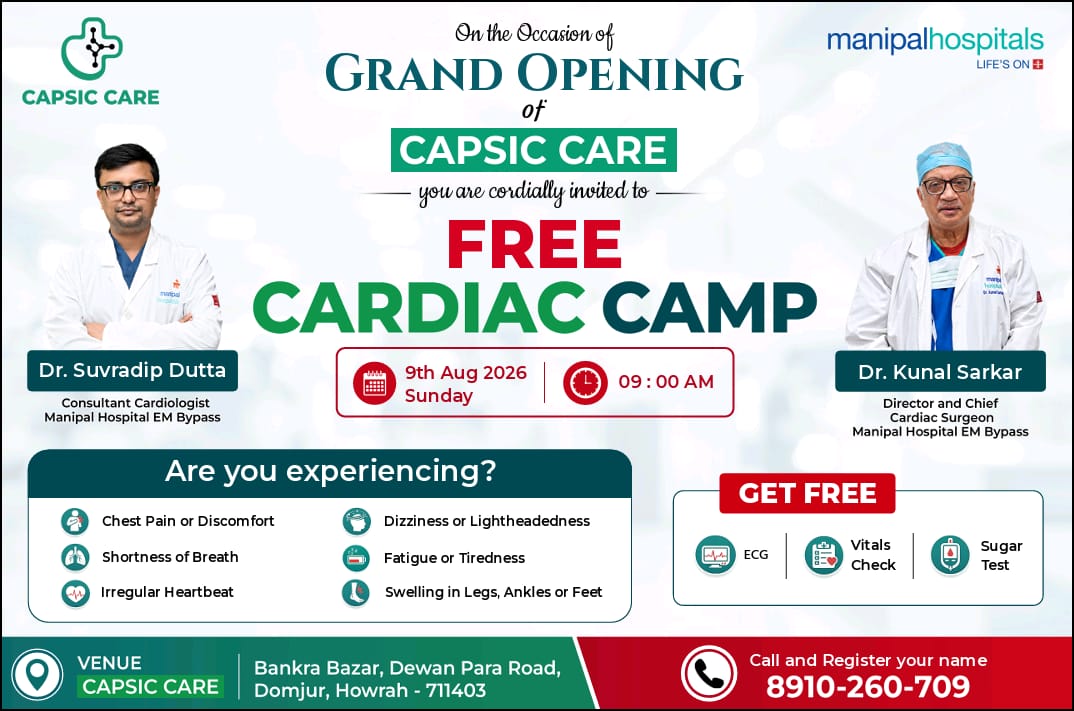 CAPSIC CARE
On the Occasion of
GRAND OPENING
of
CAPSIC CARE
you are cordially invited to
FREE
CARDIAC CAMP
manipalhospitals
LIFE'S ON
9th Aug 2026
Sunday
09 : 00 AM
Dr. Suvradip Dutta
Consultant Cardiologist
Manipal Hospital EM Bypass
Dr. Kunal Sarkar
Director and Chief
Cardiac Surgeon
Manipal Hospital EM Bypass
Are you experiencing?
Chest Pain or Discomfort
Shortness of Breath
Irregular Heartbeat
Dizziness or Lightheadedness
Fatigue or Tiredness
Swelling in Legs, Ankles or Feet
GET FREE
ECG
Vitals
Check
Sugar
Test
VENUE
CAPSIC CARE
Bankra Bazar, Dewan Para Road,
Domjur, Howrah - 711403
Call and Register your name
8910-260-709